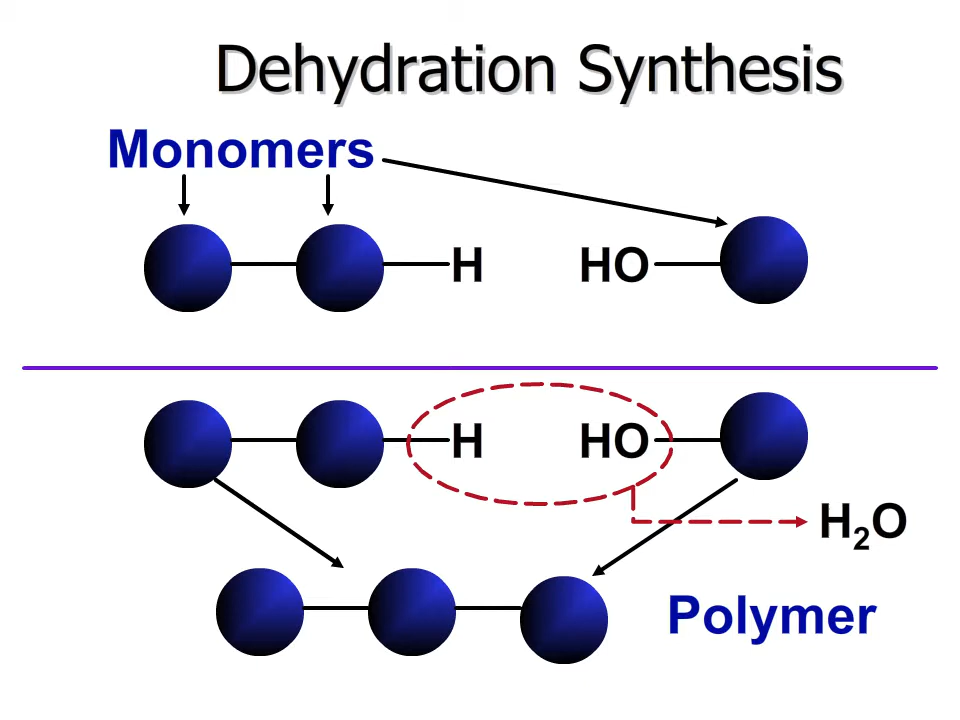 Dehydration Synthesis
Monomers
H HO
H HO
H₂O
Polymer